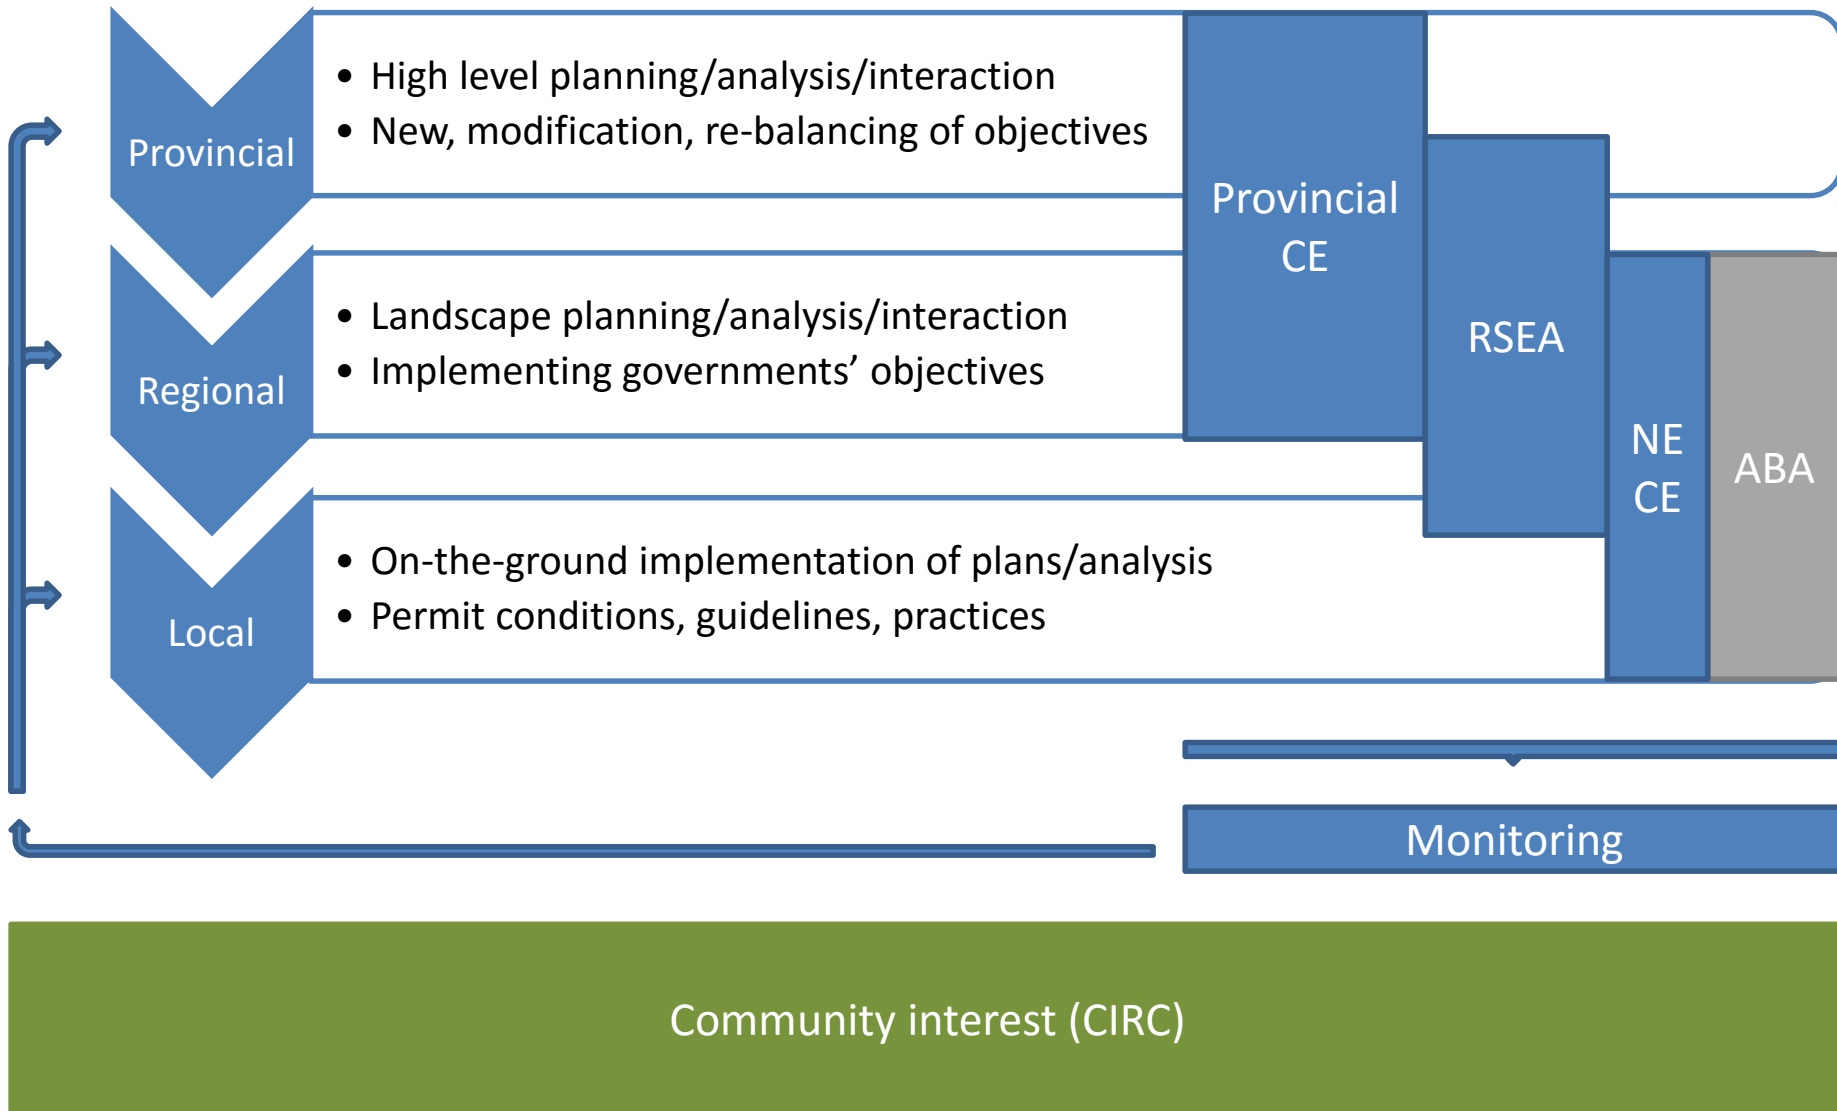 Provincial
• High level planning/analysis/interaction
• New, modification, re-balancing of objectives
Regional
• Landscape planning/analysis/interaction
• Implementing governments’ objectives
Local
• On-the-ground implementation of plans/analysis
• Permit conditions, guidelines, practices
Provincial
CE
RSEA
NE
CE
ABA
Monitoring
Community interest (CIRC)